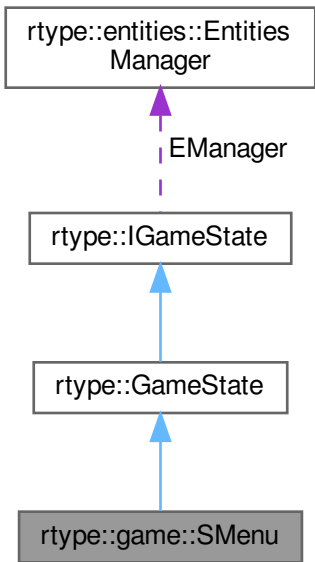 rtype::entities::Entities
Manager
EManager
rtype::IGameState
rtype::GameState
rtype::game::SMenu